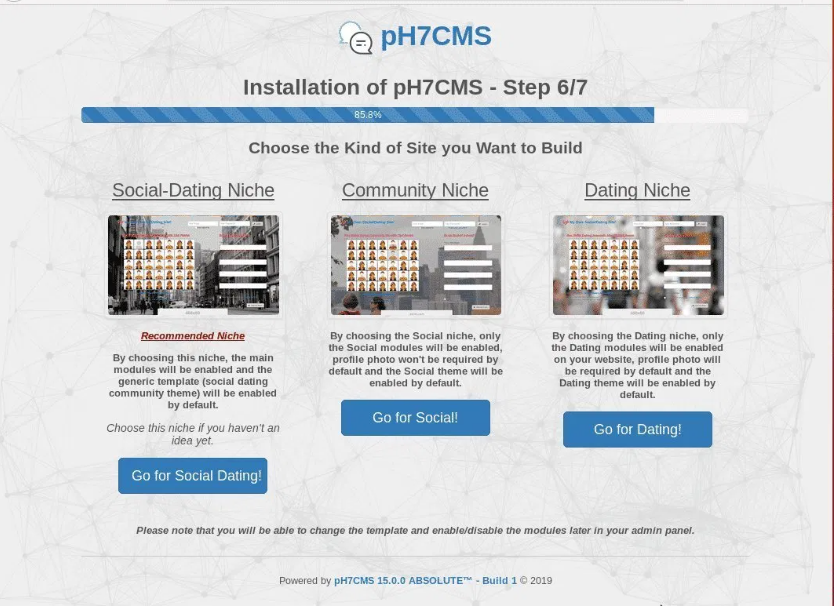 pH7CMS
Installation of pH7CMS - Step 6/7
85.8%
Choose the Kind of Site you Want to Build
Social-Dating Niche
Recommended Niche
By choosing this niche, the main
modules will be enabled and the
generic template (social dating
community theme) will be enabled
by default.
Choose this niche if you haven't an
idea yet.
Go for Social Dating!
Community Niche
By choosing the Social niche, only
the Social modules will be enabled,
profile photo won't be required by
default and the Social theme will be
enabled by default.
Go for Social!
Dating Niche
By choosing the Dating niche, only
the Dating modules will be enabled
on your website, profile photo will
be required by default and the
Dating theme will be enabled by
default.
Go for Dating!
Please note that you will be able to change the template and enable/disable the modules later in your admin panel.
Powered by pH7CMS 15.0.0 ABSOLUTE™ - Build 1 © 2019